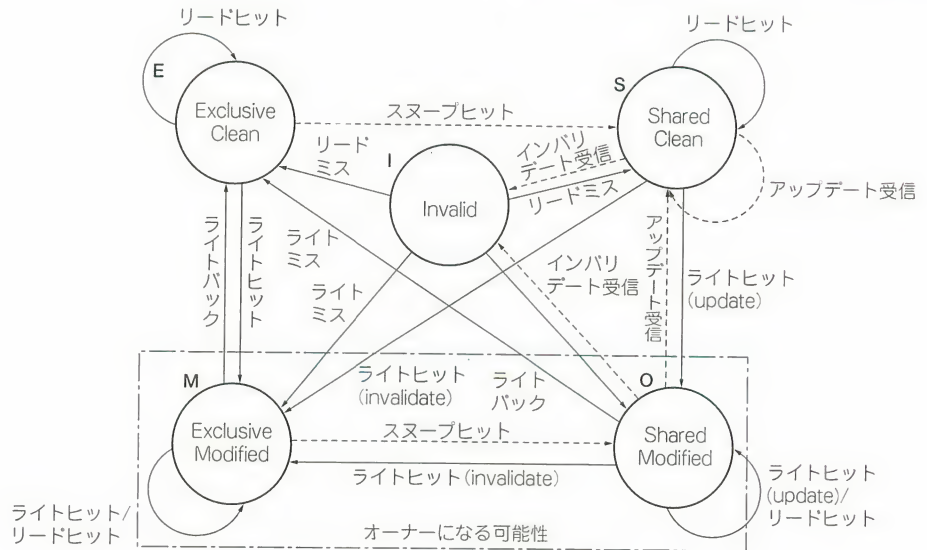 リードヒット
リードヒット
E
S
Exclusive
Clean
スヌープヒット
Shared
Clean
リード
ミス
I
インバリ
デート受信
リードミス
Invalid
アップデート受信
ライトバック
ライトヒット
ライト
ミス
ライト
ミス
インバリ
デート受信
アップデート受信
ライトヒット
(update)
M
ライトヒット
(invalidate)
ライト
バック
O
Exclusive
Modified
スヌープヒット
Shared
Modified
ライトヒット(invalidate)
ライトヒット/
リードヒット
ライトヒット
(update)/
リードヒット
オーナーになる可能性